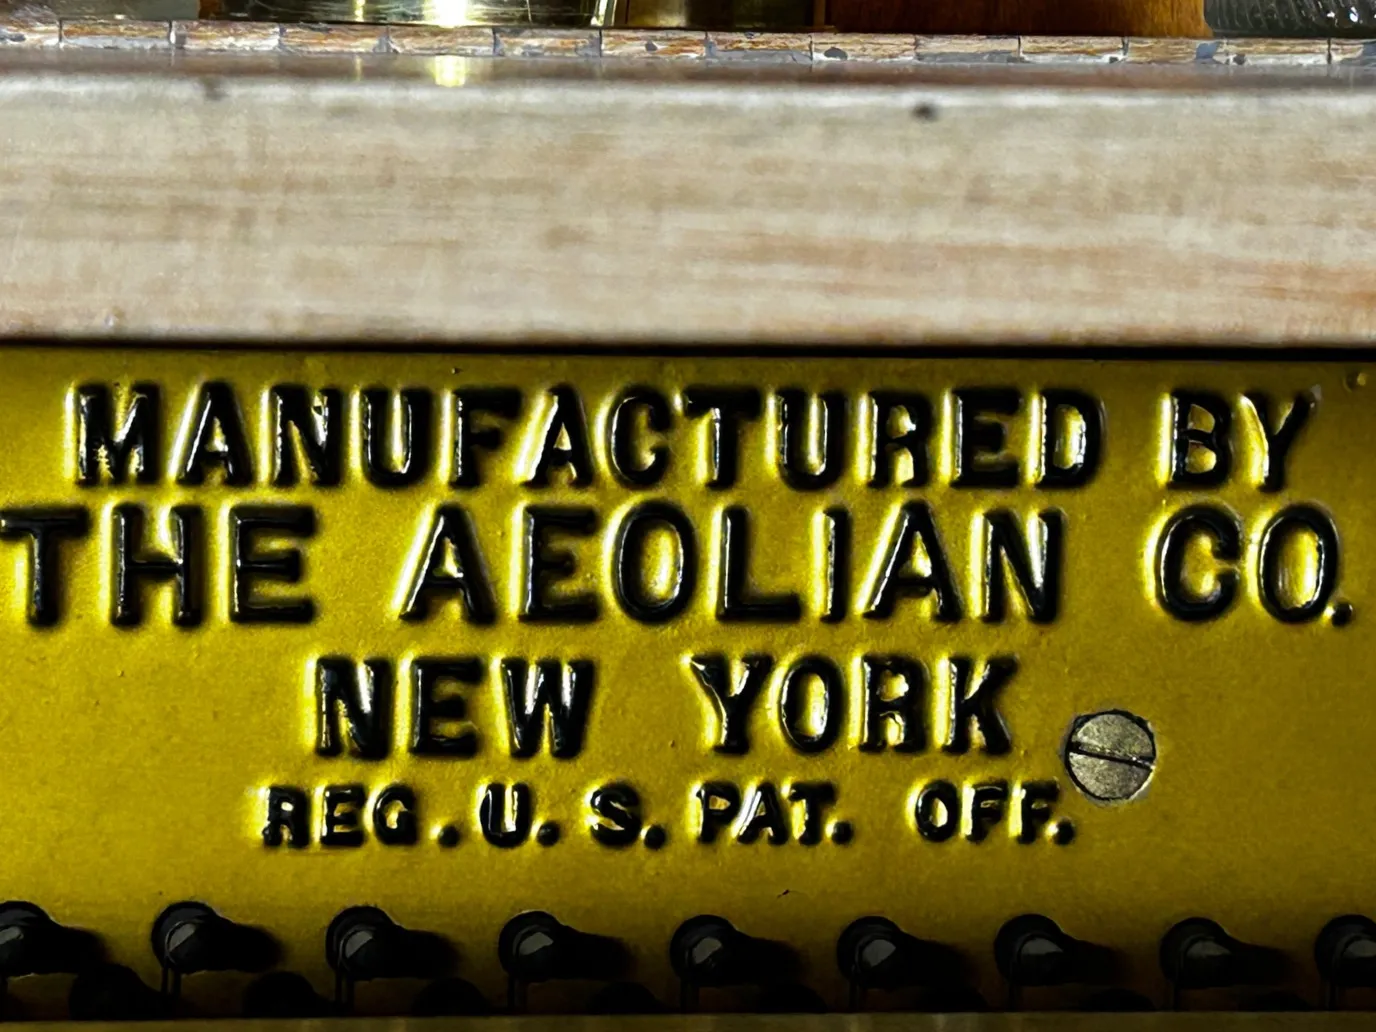 MANUFACTURED BY
THE AEOLIAN CO.
NEW YORK
REG. U. S. PAT. OFF.